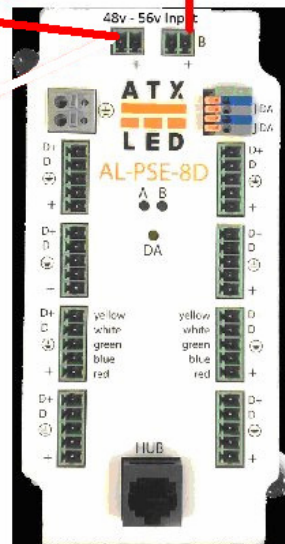 48v - 56v Input
B
+ +
ATX
LED
DA
DA
AL-PSE-8D
A B
DA
D+ D+
D D
+ +
D+ D+
D D
− +
D+ yellow yellow D+
D white white D
green green
blue blue
+ red red +
D+ D+
D D
+ +
HUB